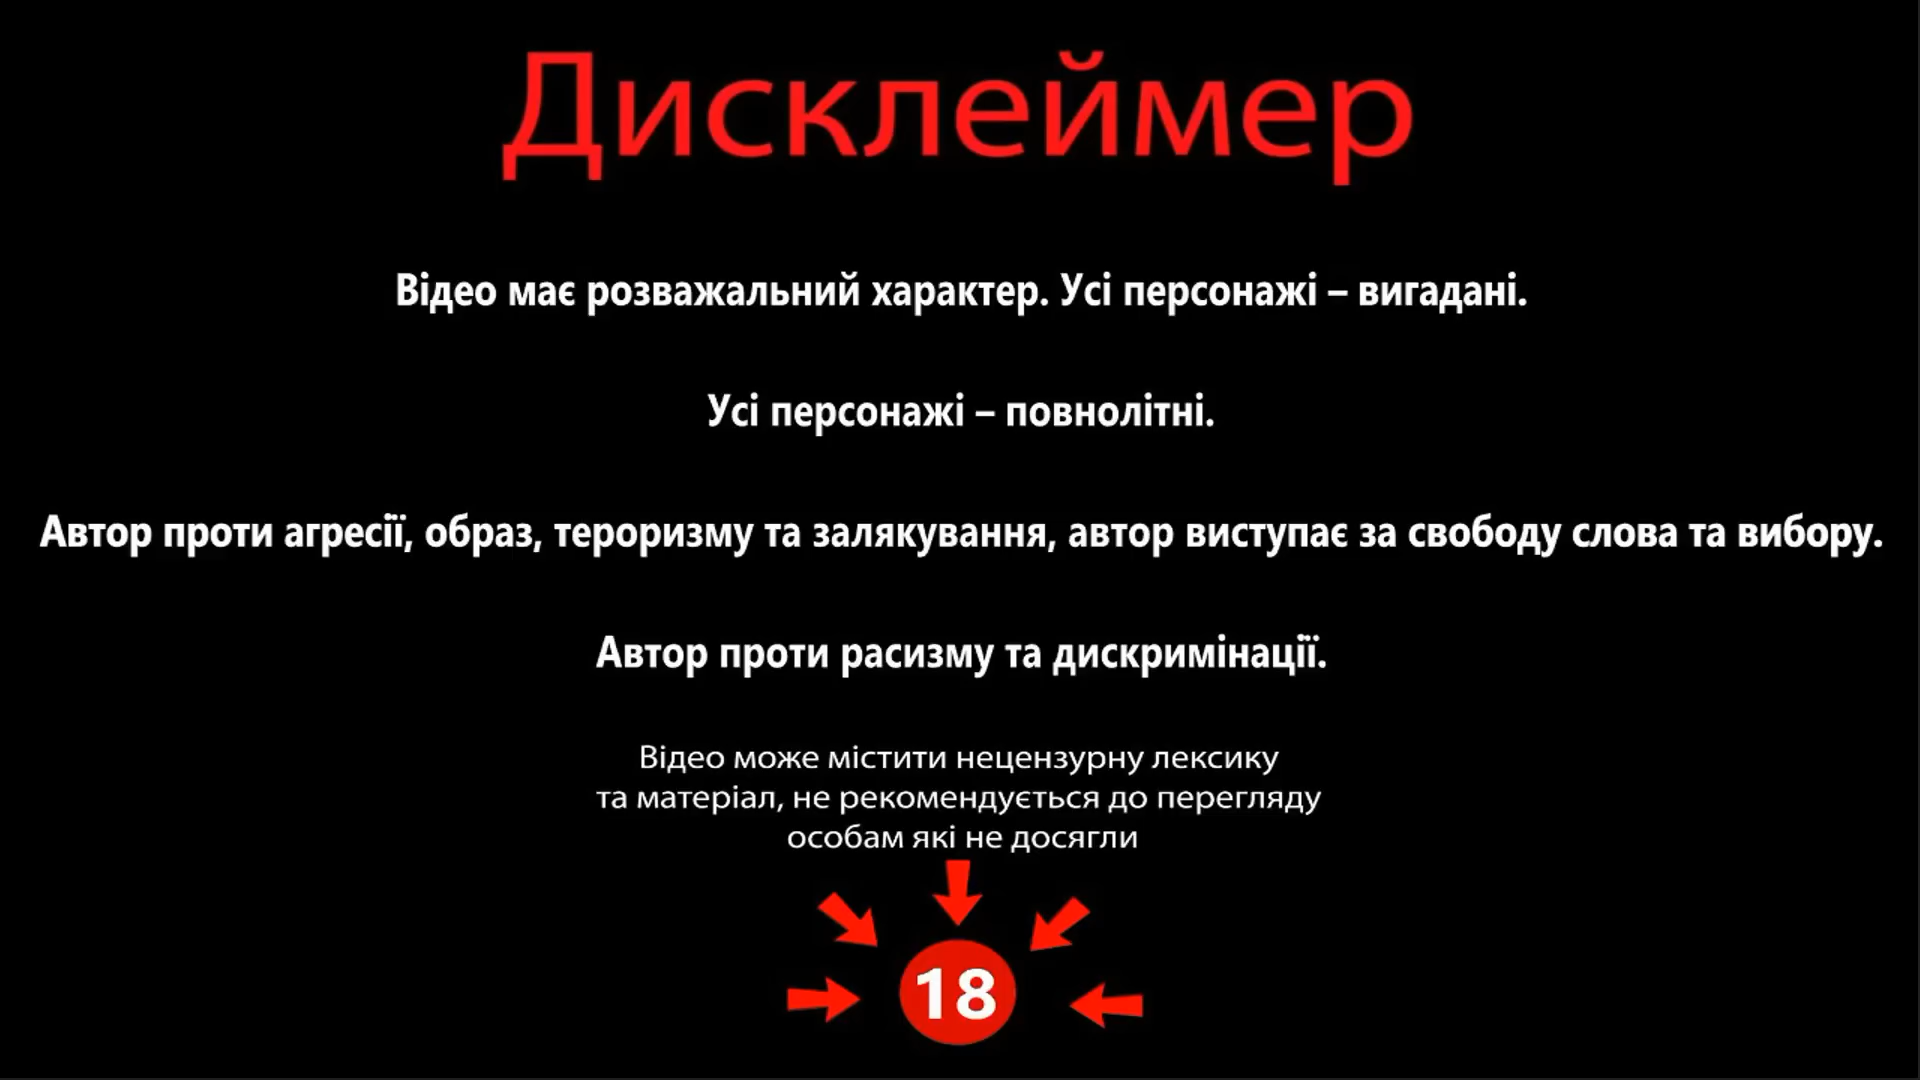 Дисклеймер
Відео має розважальний характер. Усі персонажі – вигадані.
Усі персонажі – повнолітні.
Автор проти агресії, образ, тероризму та залякування, автор виступає за свободу слова та вибору.
Автор проти расизму та дискримінації.
Відео може містити нецензурну лексику
та матеріал, не рекомендується до перегляду
особам які не досягли
18